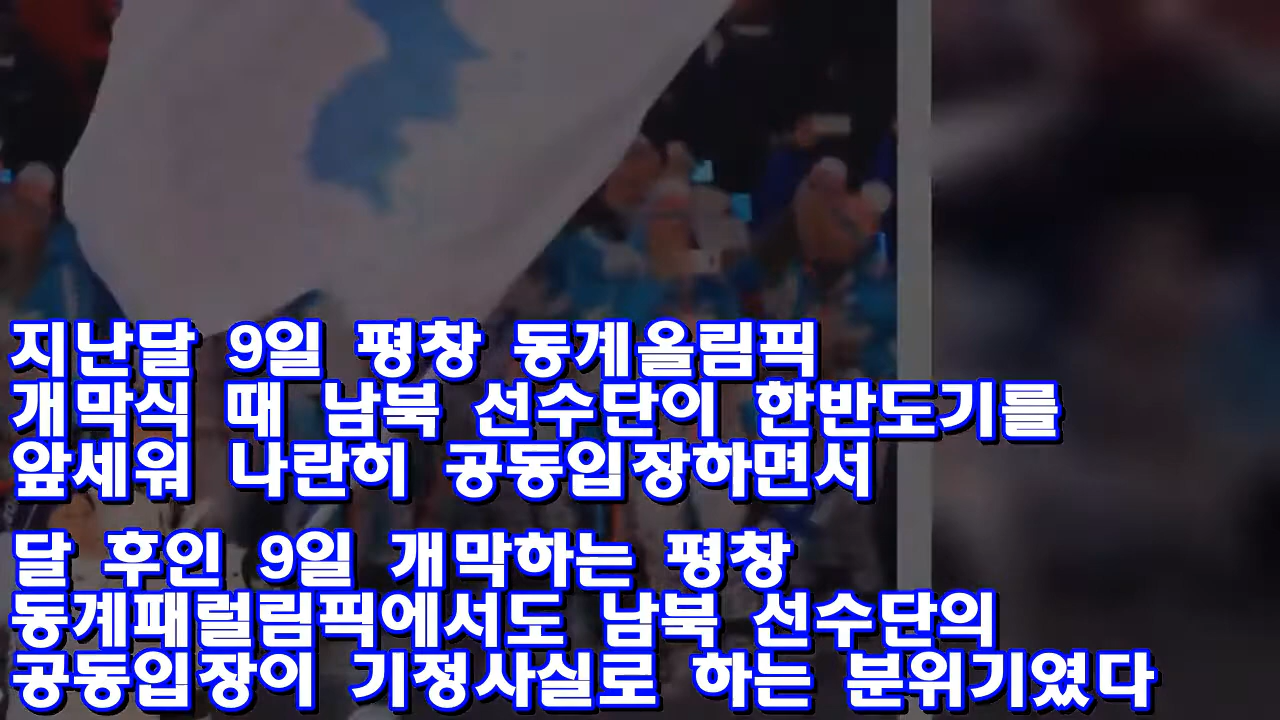 지난달 9일 평창 동계올림픽
개막식 때 남북 선수단이 한반도기를
앞세워 나란히 공동입장하면서
달 후인 9일 개막하는 평창
동계패럴림픽에서도 남북 선수단의
공동입장이 기정사실로 하는 분위기였다